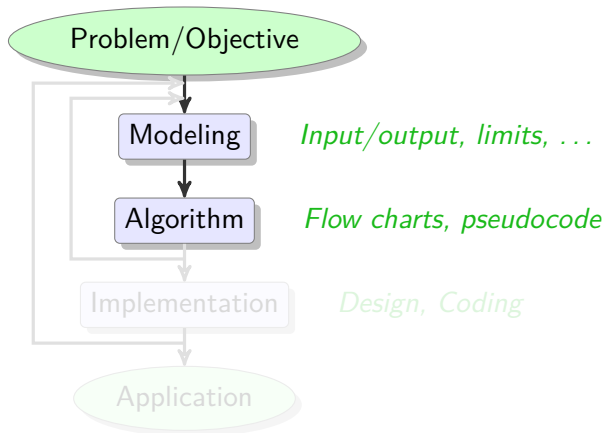 Problem/Objective
Modeling
Input/output, limits, ...
Algorithm
Flow charts, pseudocode
Implementation
Design, Coding
Application